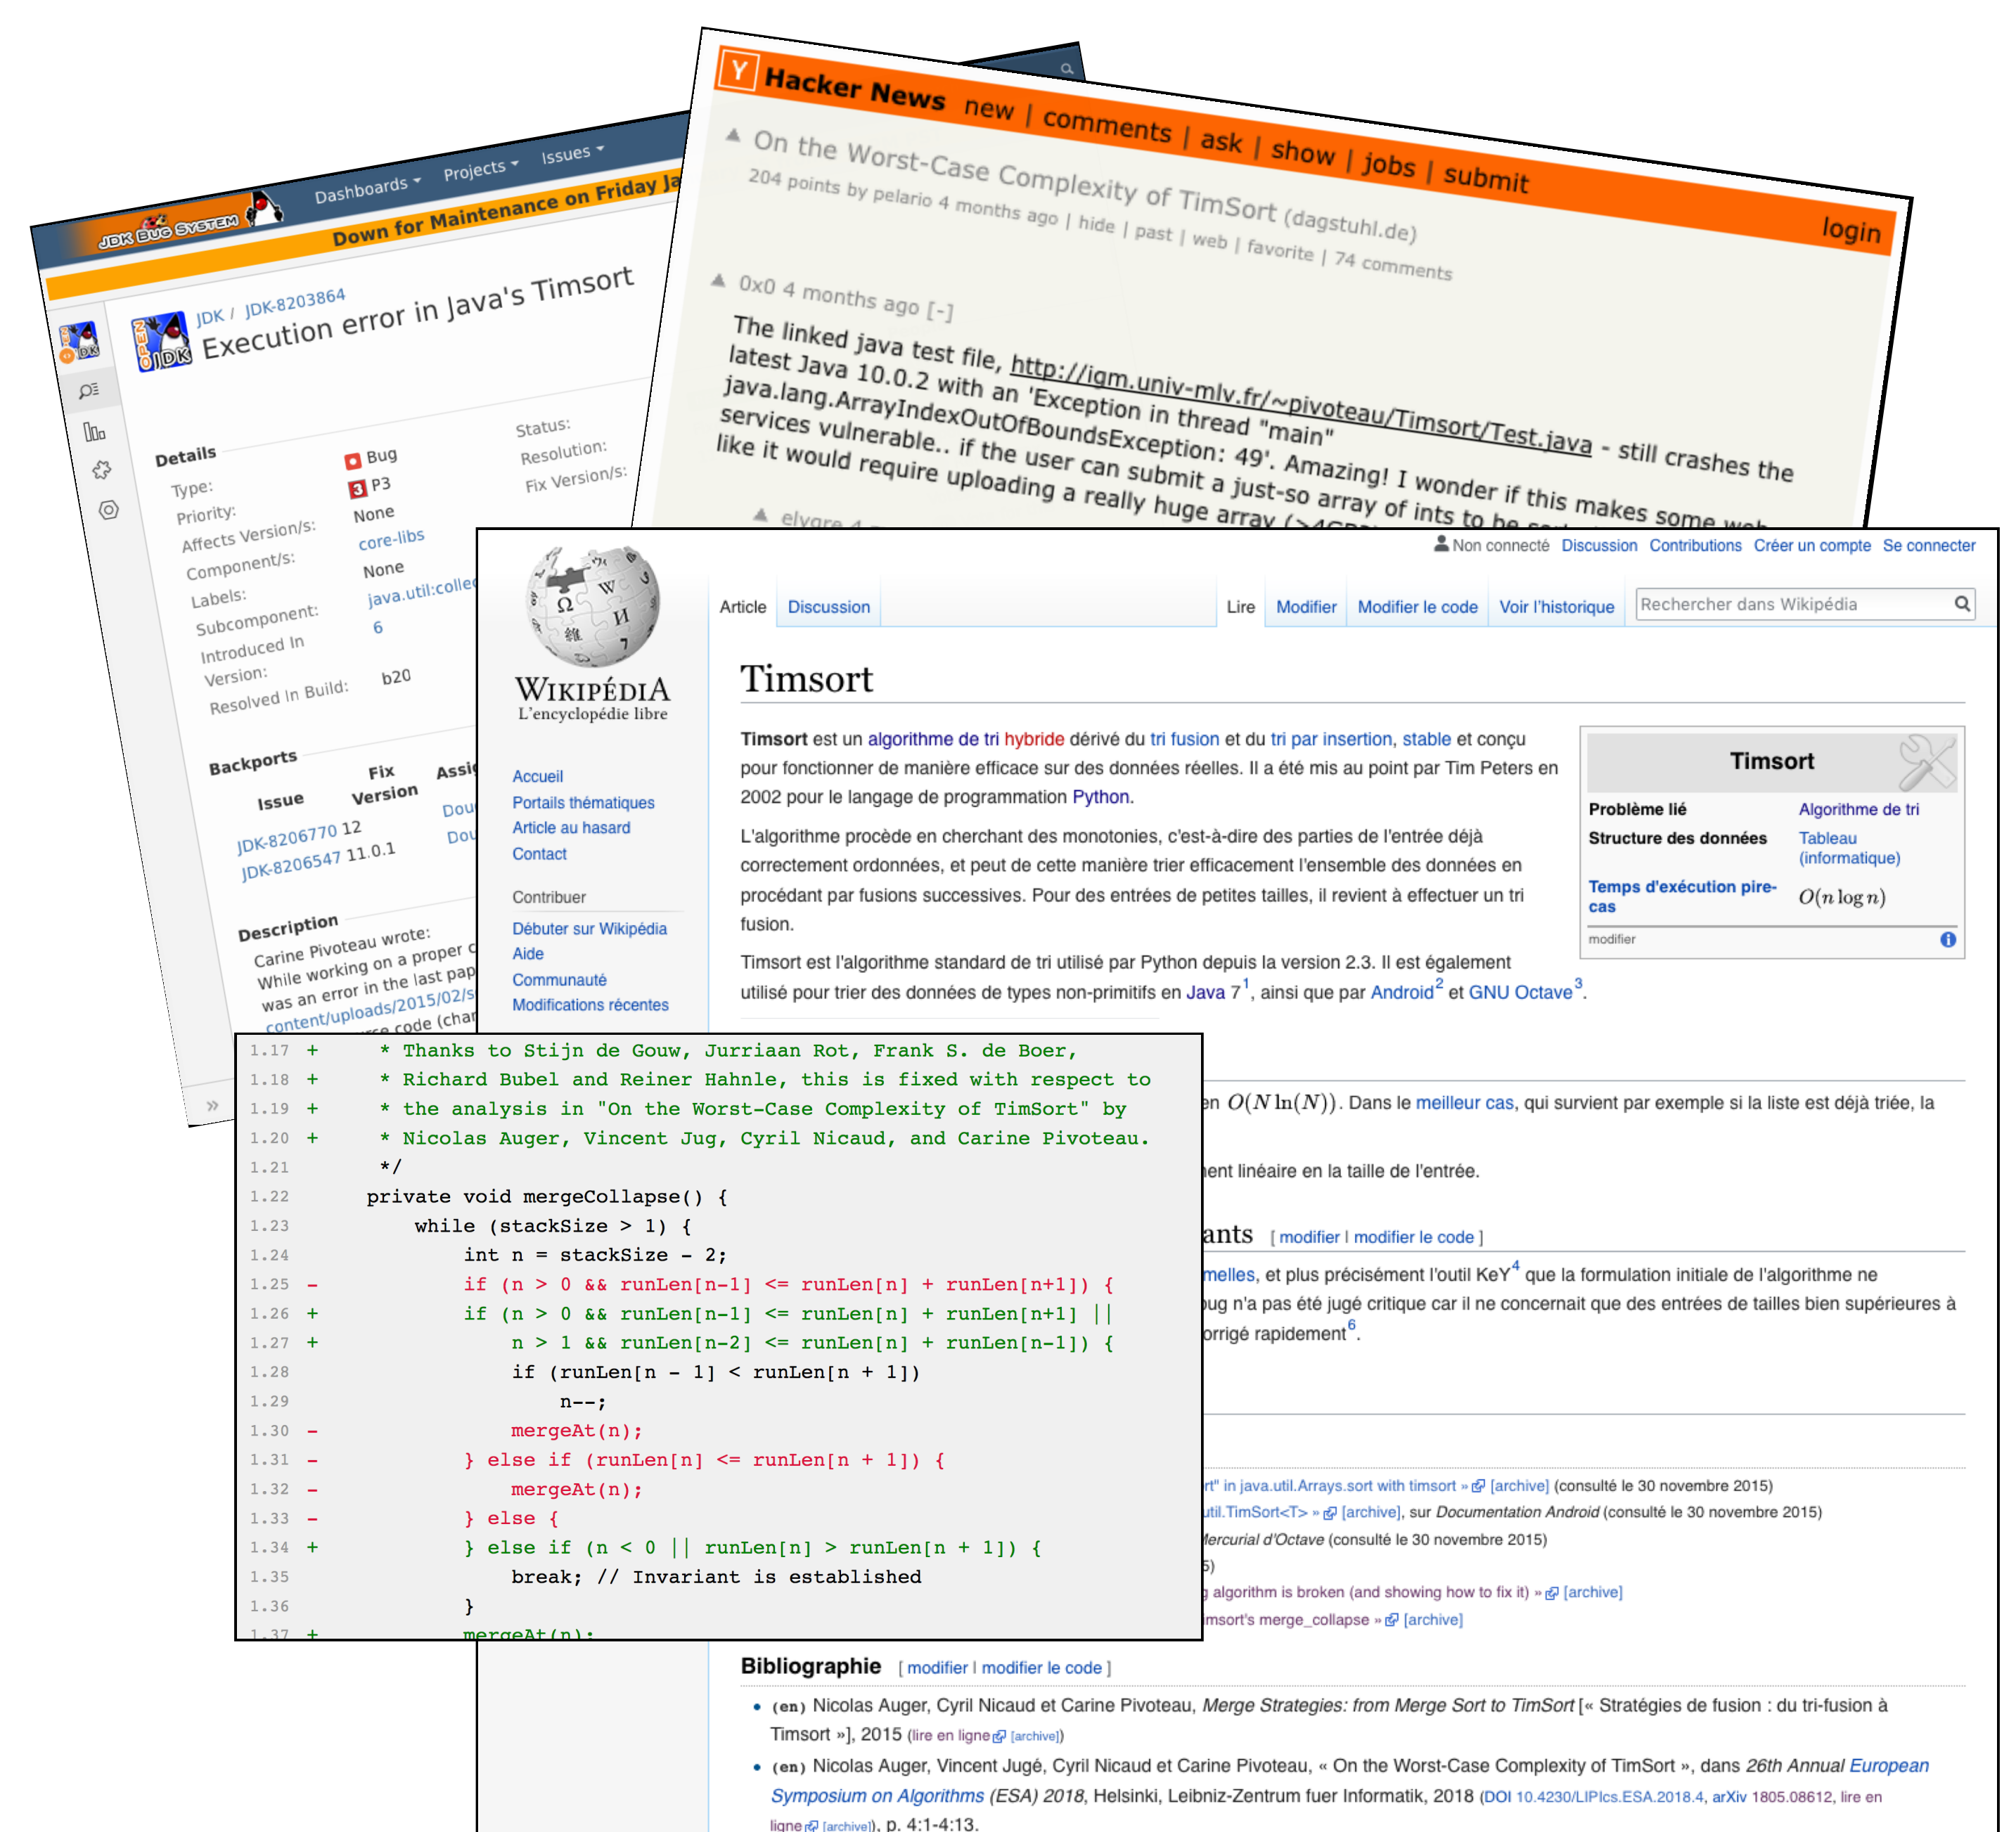 JDK BUG SYSTEM
Dashboards
Projects
Issues
Down for Maintenance on Friday
OPEN JDK
JDK / JDK-8203864
Execution error in Java's Timsort
Details
Type:
Bug
Status:
Priority:
3 P3
Resolution:
Affects Version/s:
None
Fix Version/s:
Component/s:
core-libs
Labels:
None
Subcomponent:
Introduced In Version:
6
Resolved In Build:
b20
Backports
Issue
Fix Version
JDK-8206770 12
JDK-8206547 11.0.1
Description
Carine Pivoteau wrote:
While working on a proper
was an error in the last
content/uploads/2015/02/
code
Y Hacker News new | comments | ask | show | jobs | submit
login
On the Worst-Case Complexity of TimSort (dagstuhl.de)
204 points by pelario 4 months ago | hide | past | web | favorite | 74 comments
0x0 4 months ago [-]
The linked java test file, http://igm.univ-mlv.fr/~pivoteau/Timsort/Test.java - still crashes the
latest Java 10.0.2 with an 'Exception in thread "main"
java.lang.ArrayIndexOutOfBoundsException: 49'. Amazing! I wonder if this makes some
services vulnerable.. if the user can submit a just-so array of ints to be
like it would require uploading a really huge array
WIKIPÉDIA
L'encyclopédie libre
Non connecté Discussion Contributions Créer un compte Se connecter
Article Discussion Lire Modifier Modifier le code Voir l'historique Rechercher dans Wikipédia
Accueil
Portails thématiques
Article au hasard
Contact
Contribuer
Débuter sur Wikipédia
Aide
Communauté
Modifications récentes
Timsort
Timsort est un algorithme de tri hybride dérivé du tri fusion et du tri par insertion, stable et conçu
pour fonctionner de manière efficace sur des données réelles. Il a été mis au point par Tim Peters en
2002 pour le langage de programmation Python.
L'algorithme procède en cherchant des monotonies, c'est-à-dire des parties de l'entrée déjà
correctement ordonnées, et peut de cette manière trier efficacement l'ensemble des données en
procédant par fusions successives. Pour des entrées de petites tailles, il revient à effectuer un tri
fusion.
Timsort est l'algorithme standard de tri utilisé par Python depuis la version 2.3. Il est également
utilisé pour trier des données de types non-primitifs en Java 7¹, ainsi que par Android² et GNU Octave³.
Timsort
Problème lié Algorithme de tri
Structure des données Tableau
(informatique)
Temps d'exécution pire-
cas
O(n log n)
modifier
en O(N ln(N)). Dans le meilleur cas, qui survient par exemple si la liste est déjà triée, la
linéaire en la taille de l'entrée.
[ modifier | modifier le code ]
et plus précisément l'outil KeY⁴ que la formulation initiale de l'algorithme ne
n'a pas été jugé critique car il ne concernait que des entrées de tailles bien supérieures à
rapidement⁶.
in java.util.Arrays.sort with timsort » [archive] (consulté le 30 novembre 2015)
[archive], sur Documentation Android (consulté le 30 novembre 2015)
d'Octave (consulté le 30 novembre 2015)
algorithm is broken (and showing how to fix it) » [archive]
merge_collapse » [archive]
Bibliographie [ modifier | modifier le code ]
• (en) Nicolas Auger, Cyril Nicaud et Carine Pivoteau, Merge Strategies: from Merge Sort to TimSort [« Stratégies de fusion : du tri-fusion à
Timsort »], 2015 (lire en ligne [archive])
• (en) Nicolas Auger, Vincent Jugé, Cyril Nicaud et Carine Pivoteau, « On the Worst-Case Complexity of TimSort », dans 26th Annual European
Symposium on Algorithms (ESA) 2018, Helsinki, Leibniz-Zentrum fuer Informatik, 2018 (DOI 10.4230/LIPIcs.ESA.2018.4, arXiv 1805.08612, lire en
ligne [archive]), p. 4:1-4:13.
1.17 + * Thanks to Stijn de Gouw, Jurriaan Rot, Frank S. de Boer,
1.18 + * Richard Bubel and Reiner Hahnle, this is fixed with respect to
1.19 + * the analysis in "On the Worst-Case Complexity of TimSort" by
1.20 + * Nicolas Auger, Vincent Jug, Cyril Nicaud, and Carine Pivoteau.
1.21 */
1.22 private void mergeCollapse() {
1.23 while (stackSize > 1) {
1.24 int n = stackSize - 2;
1.25 - if (n > 0 && runLen[n-1] <= runLen[n] + runLen[n+1]) {
1.26 + if (n > 0 && runLen[n-1] <= runLen[n] + runLen[n+1] ||
1.27 + n > 1 && runLen[n-2] <= runLen[n] + runLen[n-1]) {
1.28 if (runLen[n - 1] < runLen[n + 1])
1.29 n--;
1.30 - mergeAt(n);
1.31 - } else if (runLen[n] <= runLen[n + 1]) {
1.32 - mergeAt(n);
1.33 - } else {
1.34 + } else if (n < 0 || runLen[n] > runLen[n + 1]) {
1.35 break; // Invariant is established
1.36 }
1.37 + mergeAt(n);